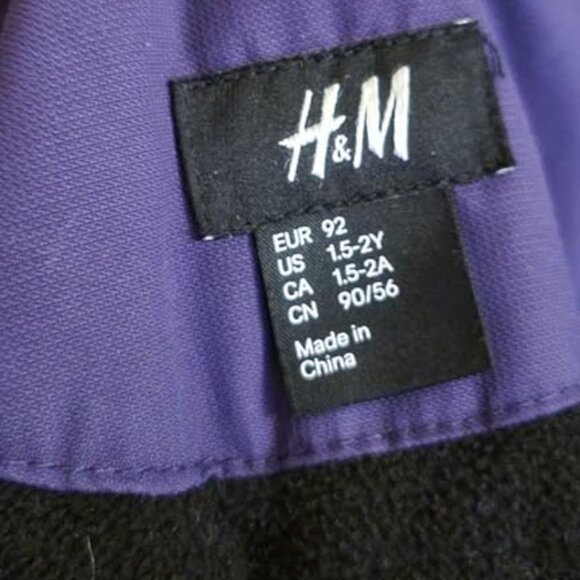 H&M
EUR 92
US 1.5-2Y
CA 1.5-2A
CN 90/56
Made in
China